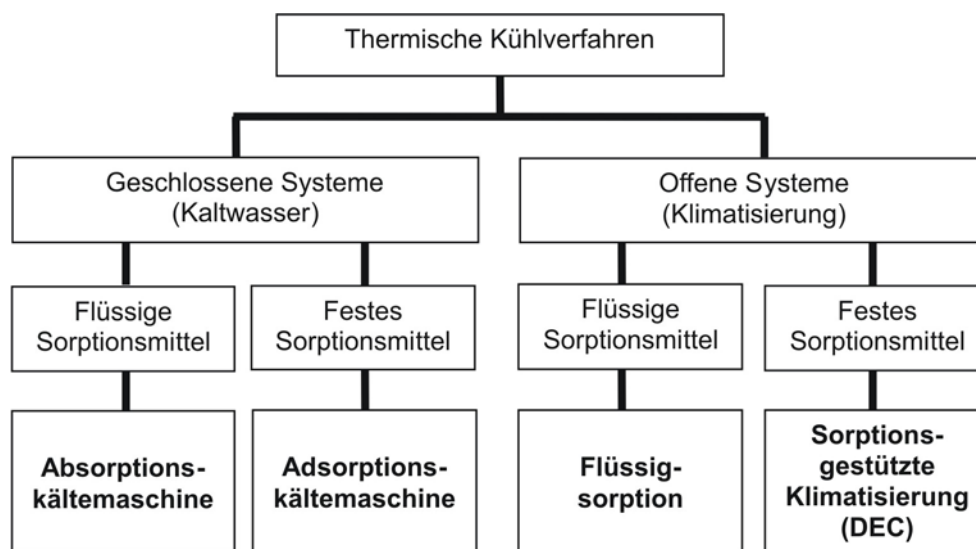 Thermische Kühlverfahren
Geschlossene Systeme
(Kaltwasser)
Offene Systeme
(Klimatisierung)
Flüssige
Sorptionsmittel
Festes
Sorptionsmittel
Flüssige
Sorptionsmittel
Festes
Sorptionsmittel
Absorptions-
kältemaschine
Adsorptions-
kältemaschine
Flüssig-
sorption
Sorptions-
gestützte
Klimatisierung
(DEC)